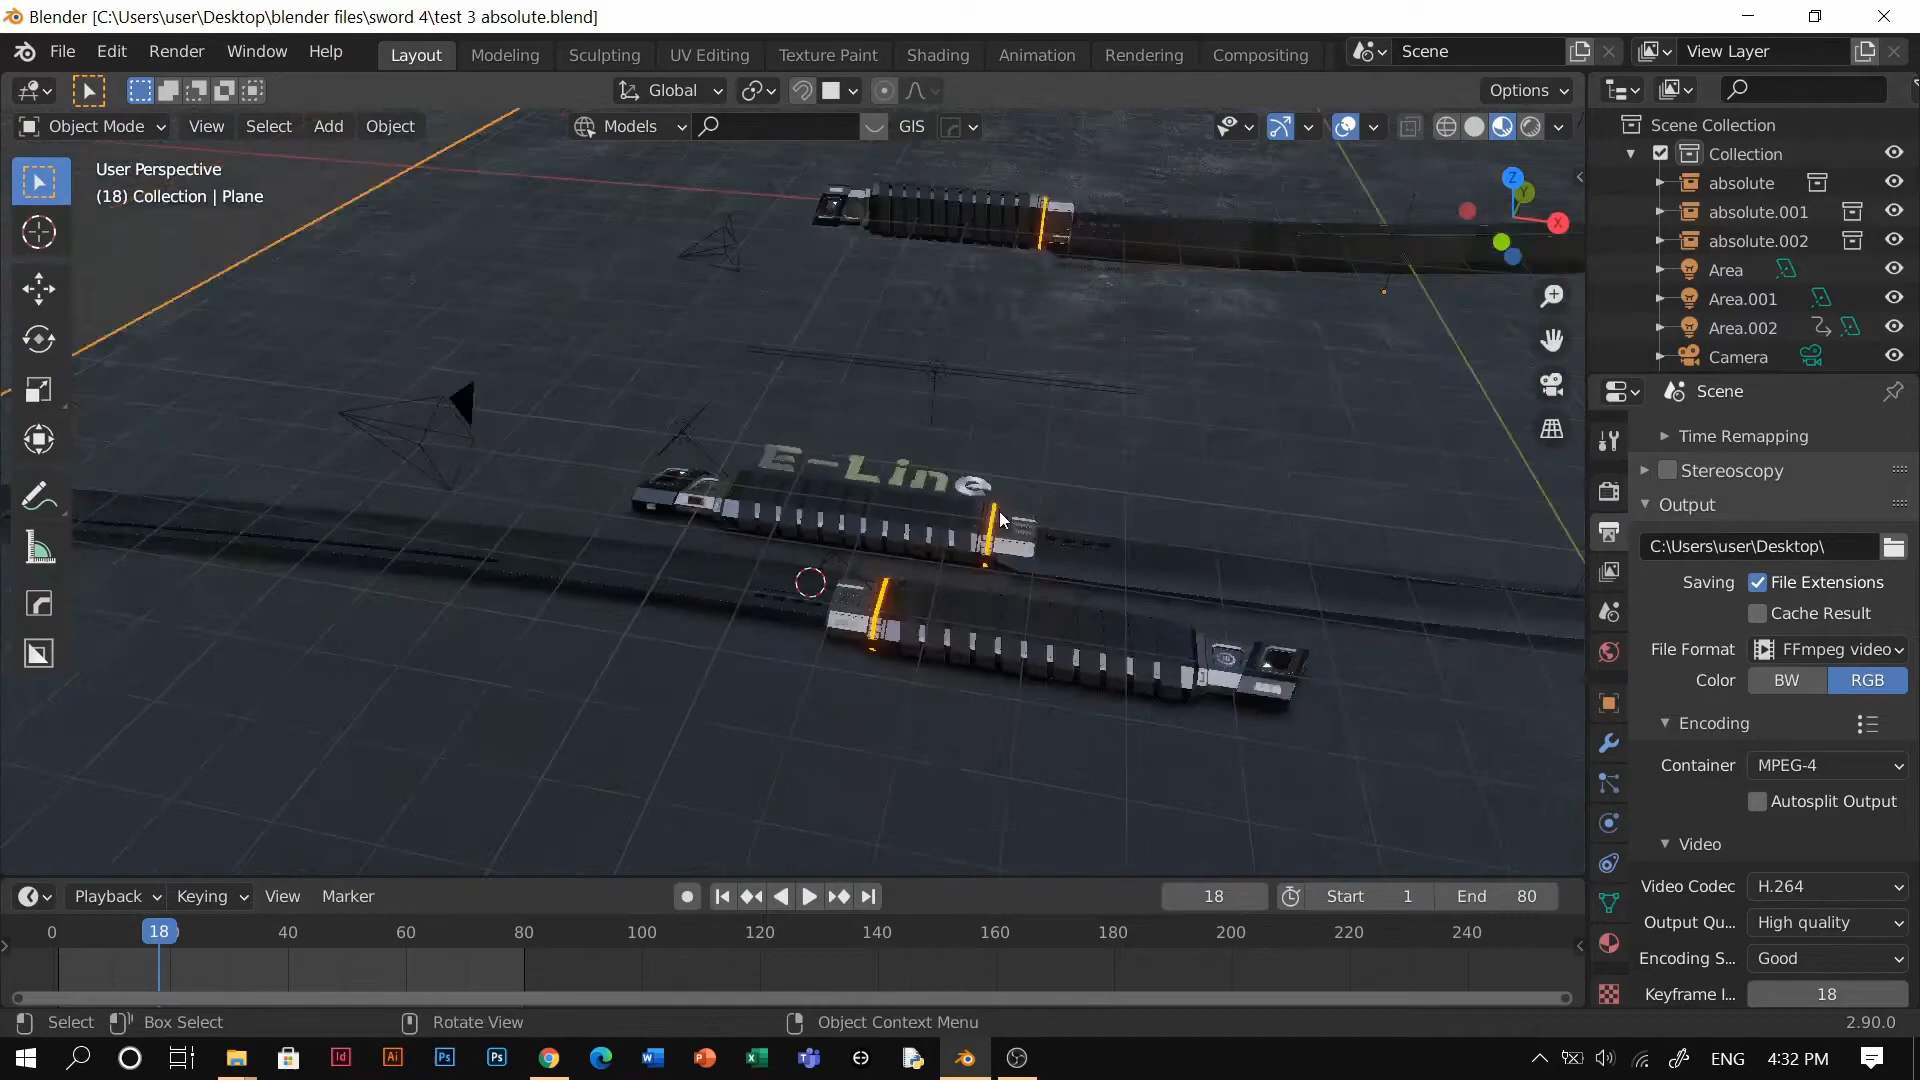 Blender [C:\Users\user\Desktop\blender files\sword 4\test 3 absolute.blend]
File Edit Render Window Help Layout Modeling Sculpting UV Editing Texture Paint Shading Animation Rendering Compositing Scene View Layer
Global Options
Object Mode View Select Add Object Models GIS
User Perspective
(18) Collection | Plane
Z
X
E-Line
Scene Collection
Collection
absolute
absolute.001
absolute.002
Area
Area.001
Area.002
Camera
Scene
Time Remapping
Stereoscopy
Output
C:\Users\user\Desktop\
Saving File Extensions
Cache Result
File Format FFmpeg video
Color BW RGB
Encoding
Container MPEG-4
Autosplit Output
Video
Video Codec H.264
Output Qu... High quality
Encoding S... Good
Keyframe I... 18
Playback Keying View Marker 18 Start 1 End 80
0 18 40 60 80 100 120 140 160 180 200 220 240
Select Box Select Rotate View Object Context Menu 2.90.0
ENG 4:32 PM